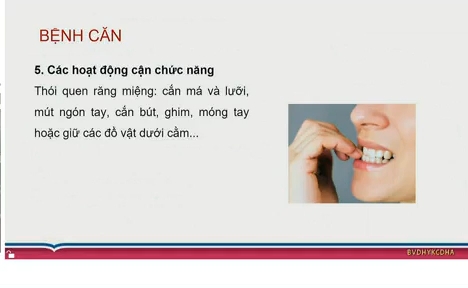 BỆNH CĂN
5. Các hoạt động cận chức năng
Thói quen răng miệng: cắn má và lưỡi,
mút ngón tay, cắn bút, ghim, móng tay
hoặc giữ các đồ vật dưới cằm...
BVDHYKCDHA